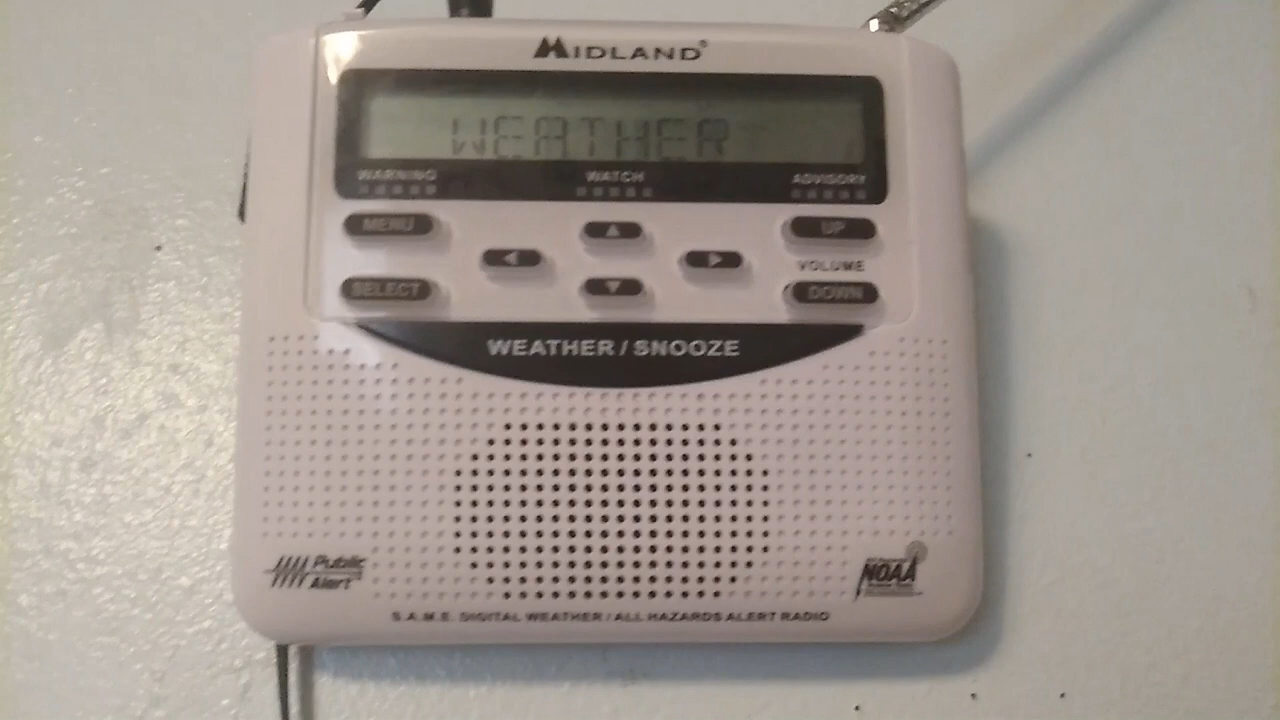 MIDLAND
WEATHER
WARNING WATCH ADVISORY
MENU UP
VOLUME
SELECT DOWN
WEATHER / SNOOZE
Public
Alert
NOAA
S.A.M.E. DIGITAL WEATHER / ALL HAZARDS ALERT RADIO